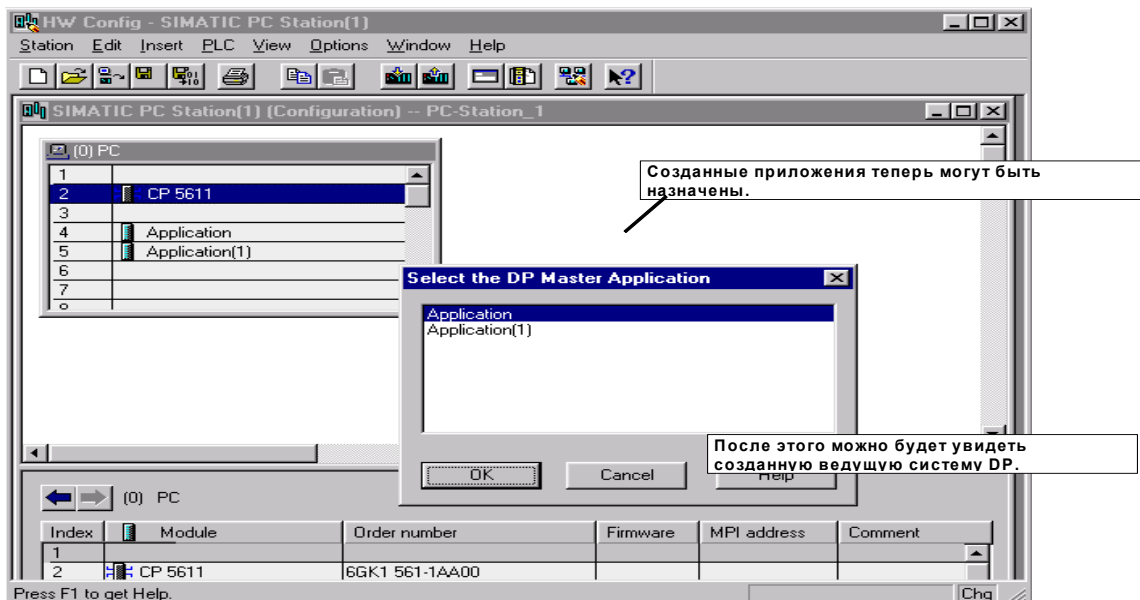 HW Config - SIMATIC PC Station(1)
Station Edit Insert PLC View Options Window Help
SIMATIC PC Station(1) (Configuration) -- PC-Station_1
(0) PC
1
2 CP 5611
3
4 Application
5 Application(1)
6
7
8
Созданные приложения теперь могут быть
назначены.
Select the DP Master Application
Application
Application(1)
OK Cancel Help
После этого можно будет увидеть
созданную ведущую систему DP.
(0) PC
Index Module Order number Firmware MPI address Comment
1
2 CP 5611 6GK1 561-1AA00
Press F1 to get Help. Chg